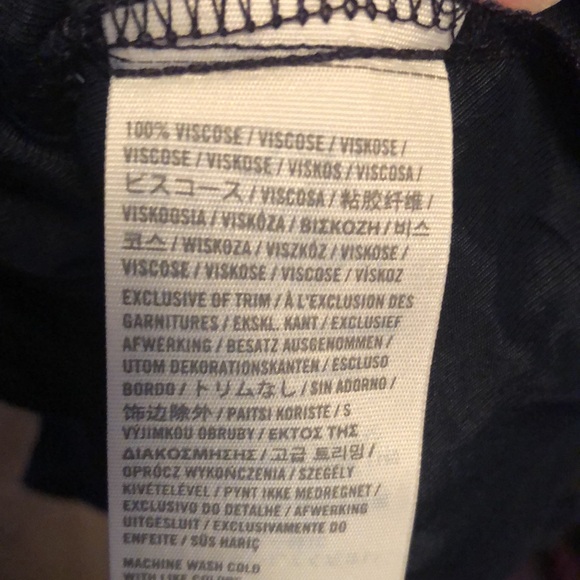 100% VISCOSE / VISCOSE / VISKOSE /
VISCOSE / VISKOSE / VISKOS / VISCOSA /
ビスコース / VISCOSA / 粘胶纤维 /
VISKOOSIA / VISKÓZA / ΒΙΣΚΟΖΗ / 비스
코스 / WISKOZA / VISZKÓZ / VISKOSE /
VISCOSE / VISKOSE / VISCOSE / VİSKOZ
EXCLUSIVE OF TRIM / À L'EXCLUSION DES
GARNITURES / EKSKL. KANT / EXCLUSIEF
AFWERKING / BESATZ AUSGENOMMEN /
UTOM DEKORATIONSKANTEN / ESCLUSO
BORDO / トリムなし / SIN ADORNO /
饰边除外 / PAITSI KORISTE / S
VÝJIMKOU OBRUBY / ΕΚΤΟΣ ΤΗΣ
ΔΙΑΚΟΣΜΗΣΗΣ / 고급 트리밍 /
OPRÓCZ WYKOŃCZENIA / SZEGÉLY
KIVÉTELÉVEL / PYNT IKKE MEDREGNET /
EXCLUSIVO DO DETALHE / AFWERKING
UITGESLUIT / EXCLUSIVAMENTE DO
ENFEITE / SÜS HARİÇ
MACHINE WASH COLD
WITH LIKE COLORS